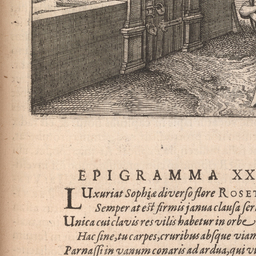 EPIGRAMMA XX
LUxuriat Sophiæ diverso flore ROSET
Semper at est firmis janua clausa ser
Unica cui clavis res vilis habetur in orbe
Hac sine, tu carpes, cruribus absque viam
Parnassi in vanum conaris ad ardua, qui vi